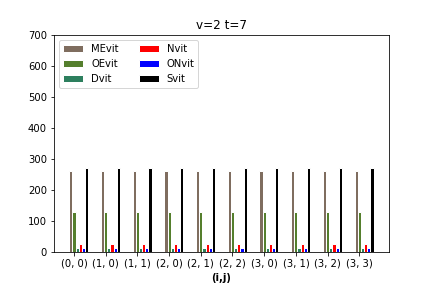 v=2 t=7
700
600
500
400
300
200
100
0
MEvit
OEvit
Dvit
Nvit
ONvit
Svit
(0, 0) (1, 0) (1, 1) (2, 0) (2, 1) (2, 2) (3, 0) (3, 1) (3, 2) (3, 3)
(i,j)